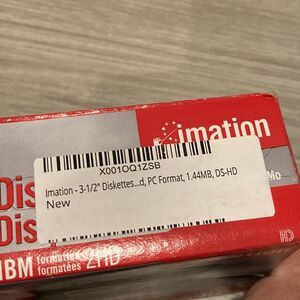 imation
X001OQ1ZSB
Imation - 3-1/2" Diskettes...d, PC Format, 1.44MB, DS-HD
New
Dis
Dis
IBM formatted
formatées 2HD
HD